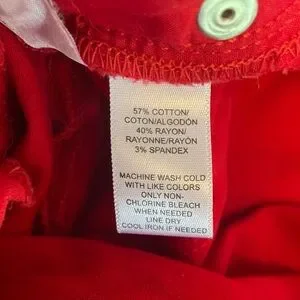 57% COTTON/
COTON/ALGODÓN
40% RAYON/
RAYONNE/RAYÓN
3% SPANDEX
MACHINE WASH COLD
WITH LIKE COLORS
ONLY NON-
CHLORINE BLEACH
WHEN NEEDED
LINE DRY
COOL IRON IF NEEDED